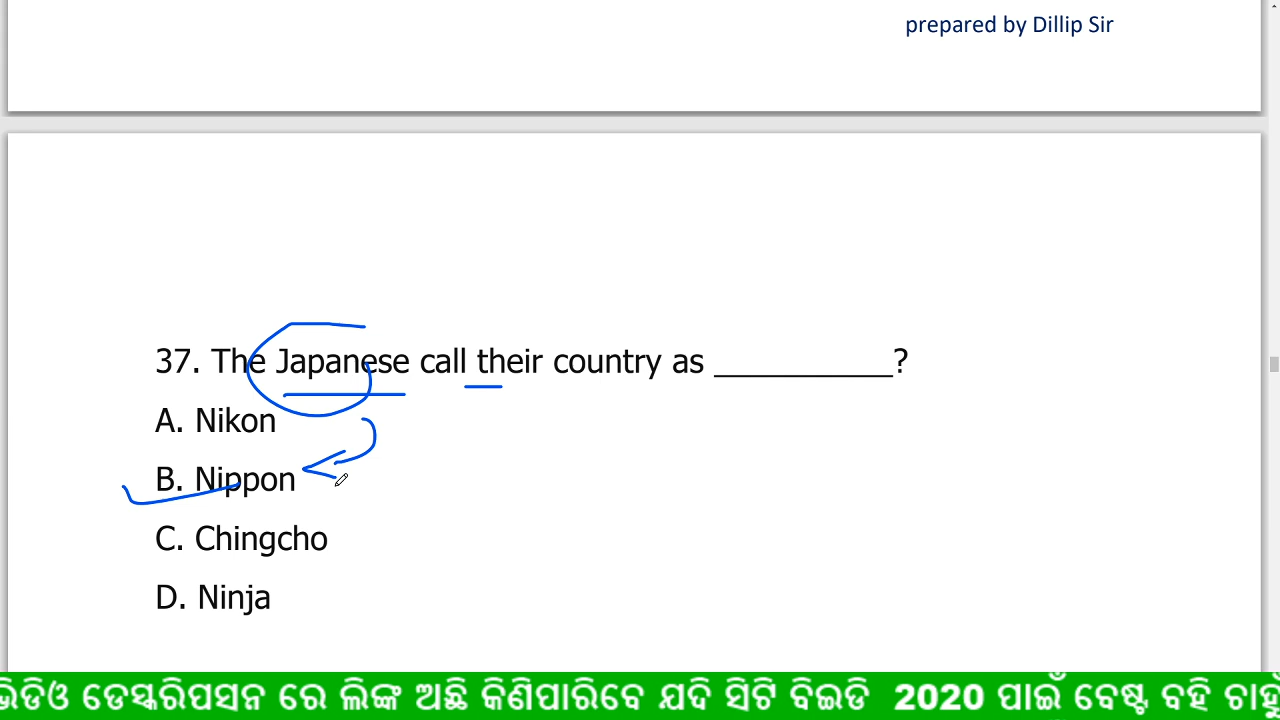 prepared by Dillip Sir
37. The Japanese call their country as ___________?
A. Nikon
B. Nippon
C. Chingcho
D. Ninja
ଭିଡିଓ ଡେସ୍କରିପସନ ରେ ଲିଙ୍କ ଅଛି କିଣିପାରିବେ ଯଦି ସିଟି ବିଇଡି 2020 ପାଇଁ ବେଷ୍ଟ ବହି